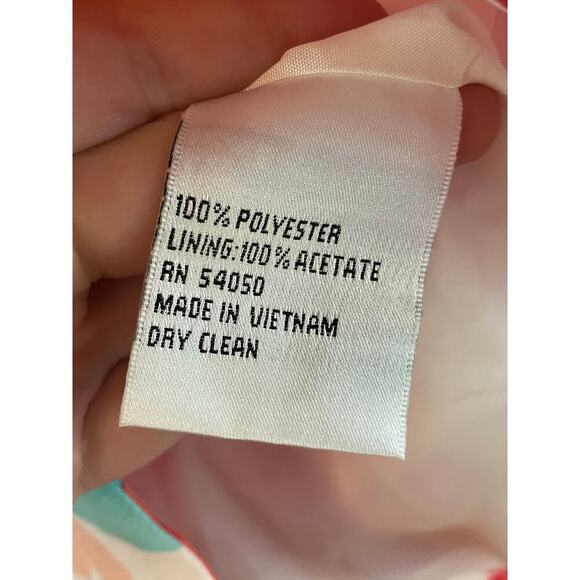 100% POLYESTER
LINING:100% ACETATE
RN 54050
MADE IN VIETNAM
DRY CLEAN